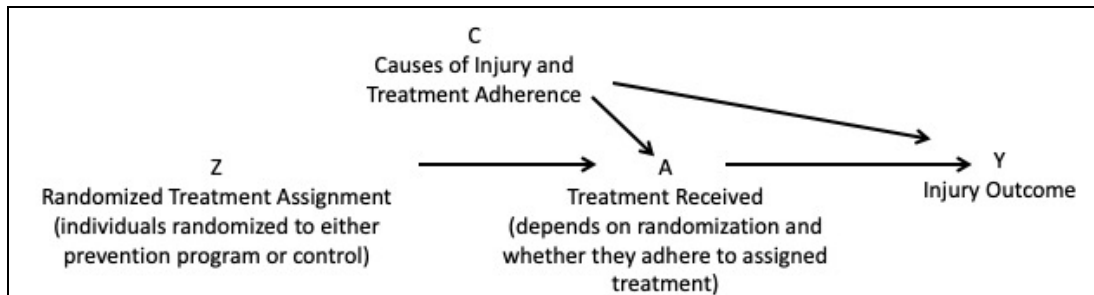 C
Causes of Injury and
Treatment Adherence
Z
Randomized Treatment Assignment
(individuals randomized to either
prevention program or control)
A
Treatment Received
(depends on randomization and
whether they adhere to assigned
treatment)
Y
Injury Outcome